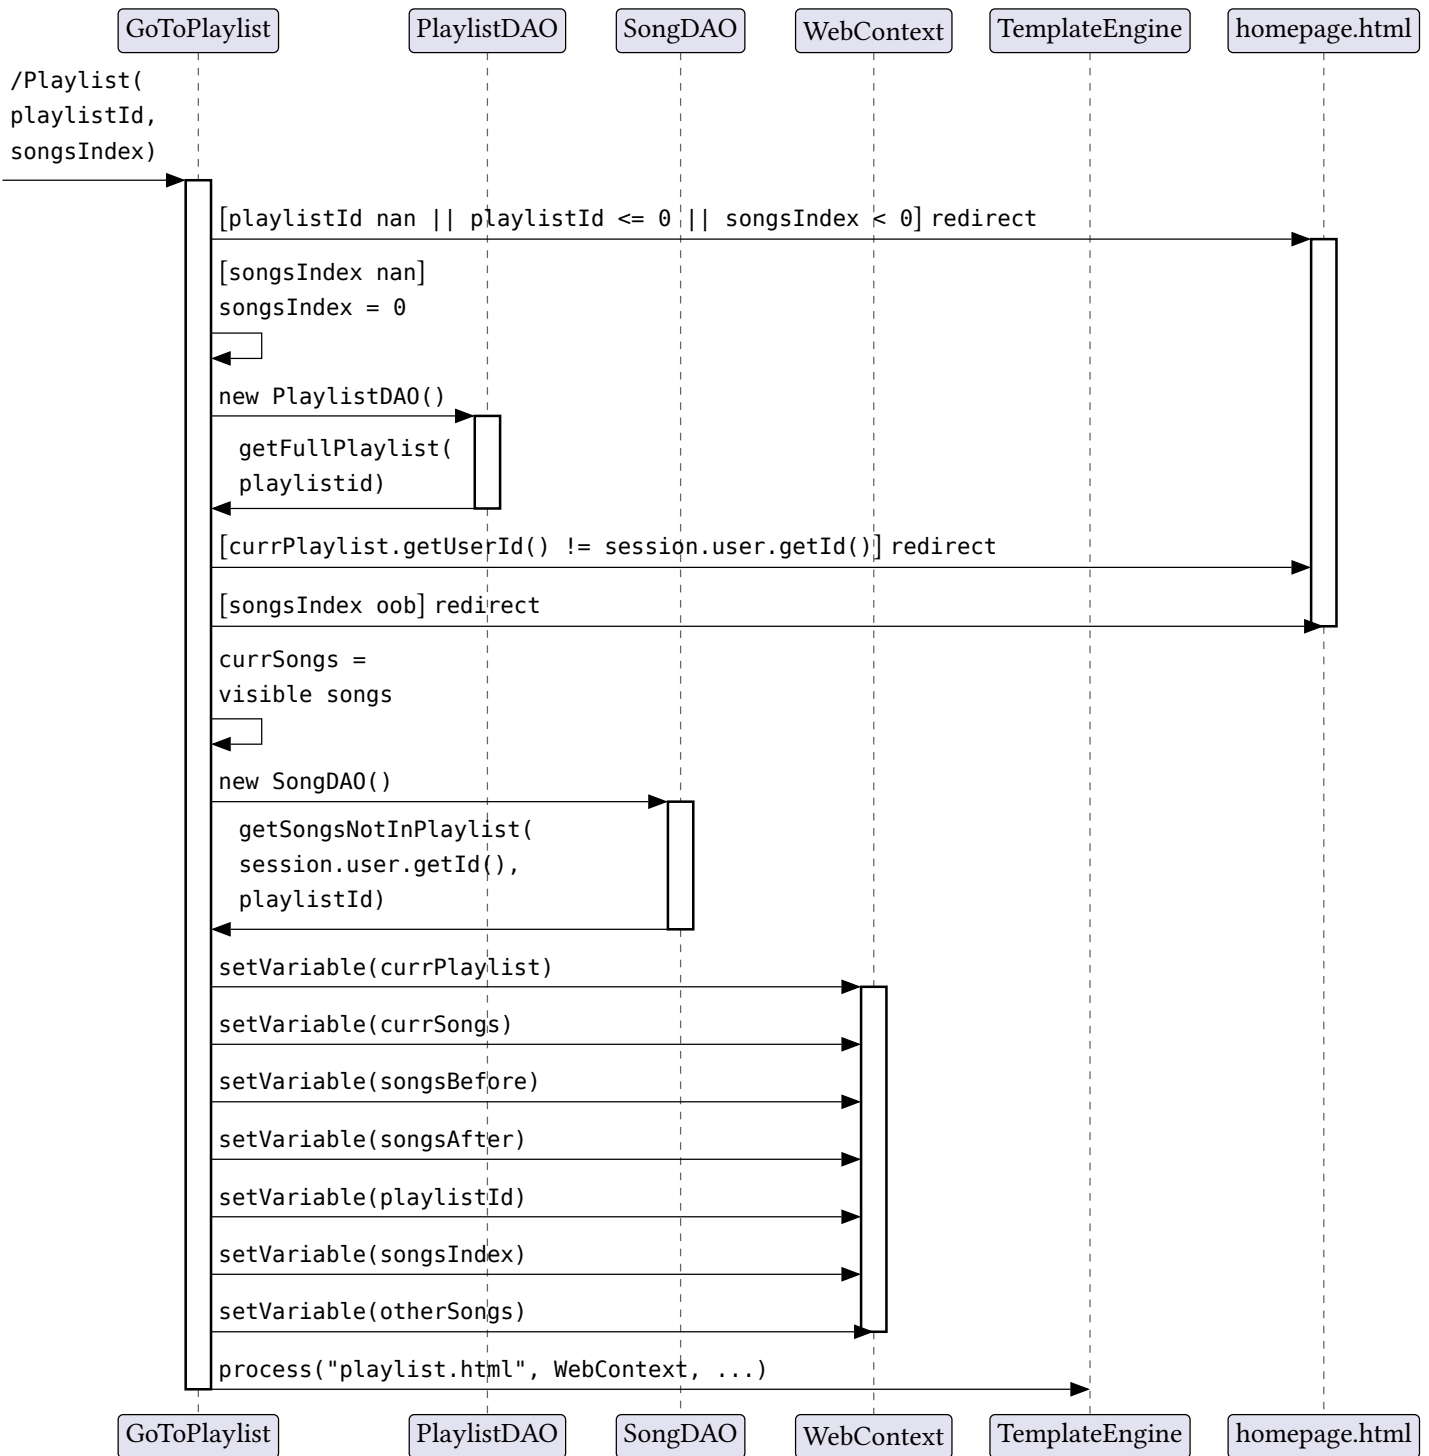 GoToPlaylist PlaylistDAO SongDAO WebContext TemplateEngine homepage.html
/Playlist(
playlistId,
songsIndex)
[playlistId nan || playlistId <= 0 || songsIndex < 0] redirect
[songsIndex nan]
songsIndex = 0
new PlaylistDAO()
getFullPlaylist(
playlistid)
[currPlaylist.getUserId() != session.user.getId()] redirect
[songsIndex oob] redirect
currSongs =
visible songs
new SongDAO()
getSongsNotInPlaylist(
session.user.getId(),
playlistId)
setVariable(currPlaylist)
setVariable(currSongs)
setVariable(songsBefore)
setVariable(songsAfter)
setVariable(playlistId)
setVariable(songsIndex)
setVariable(otherSongs)
process("playlist.html", WebContext, ...)
GoToPlaylist PlaylistDAO SongDAO WebContext TemplateEngine homepage.html